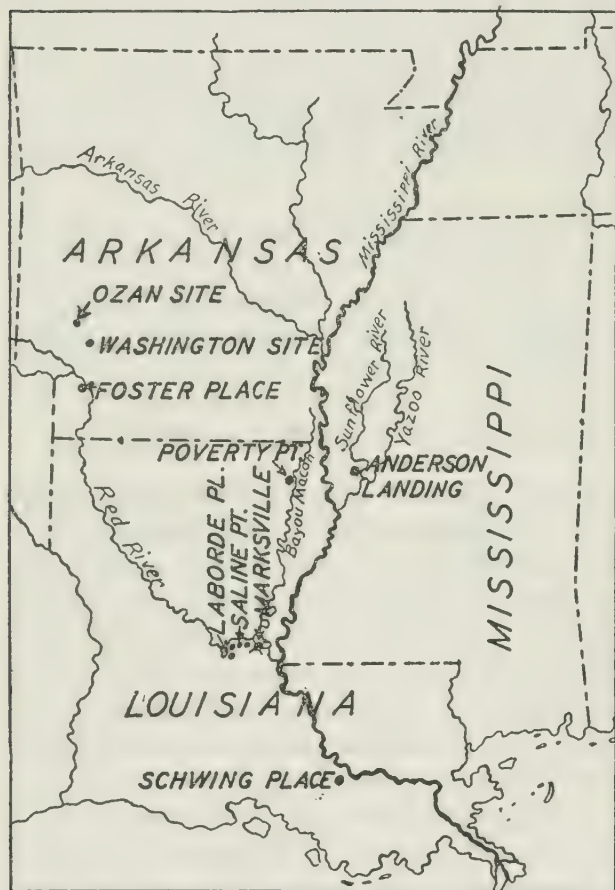 Arkansas River
Mississippi River
ARKANSAS
OZAN SITE
WASHINGTON SITE
FOSTER PLACE
Sunflower River
Yazoo River
POVERTY PT.
ANDERSON
LANDING
Bayou Macon
Red River
LABORDE PL.
SALINE PT.
MARKSVILLE
MISSISSIPPI
LOUISIANA
SCHWING PLACE